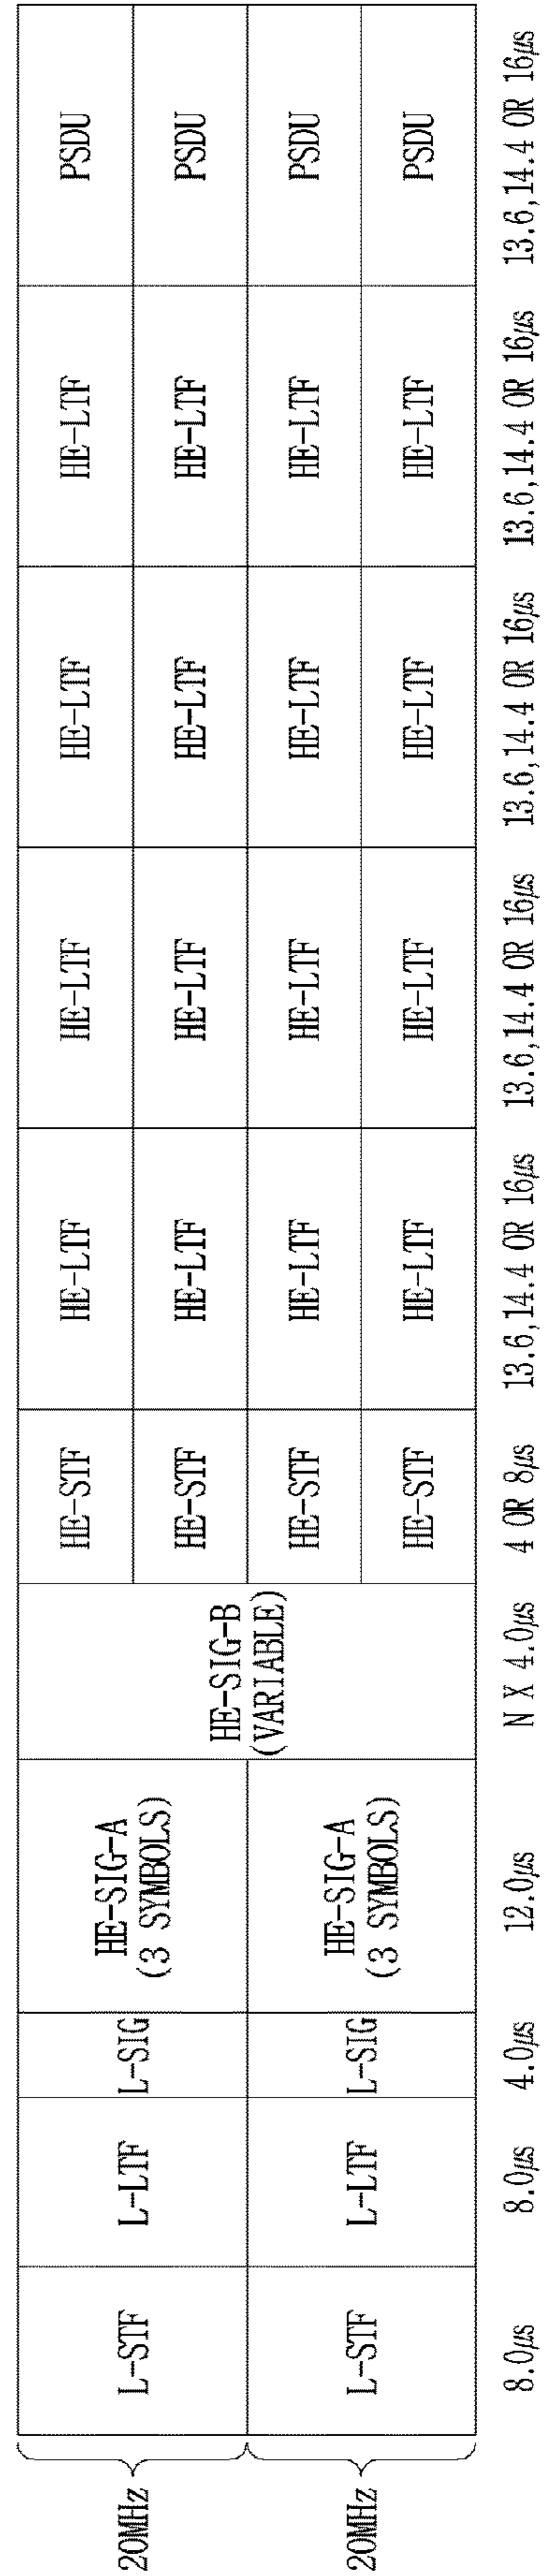 20MHz
L-STF
L-LTF
L-SIG
HE-SIG-A
(3 SYMBOLS)
HE-SIG-B
(VARIABLE)
HE-STF
HE-LTF
HE-LTF
HE-LTF
HE-LTF
PSDU
HE-STF
HE-LTF
HE-LTF
HE-LTF
HE-LTF
PSDU
20MHz
L-STF
L-LTF
L-SIG
HE-SIG-A
(3 SYMBOLS)
HE-STF
HE-LTF
HE-LTF
HE-LTF
HE-LTF
PSDU
HE-STF
HE-LTF
HE-LTF
HE-LTF
HE-LTF
PSDU
8.0µs
8.0µs
4.0µs
12.0µs
N X 4.0µs
4 OR 8µs
13.6,14.4 OR 16µs
13.6,14.4 OR 16µs
13.6,14.4 OR 16µs
13.6,14.4 OR 16µs
13.6,14.4 OR 16µs